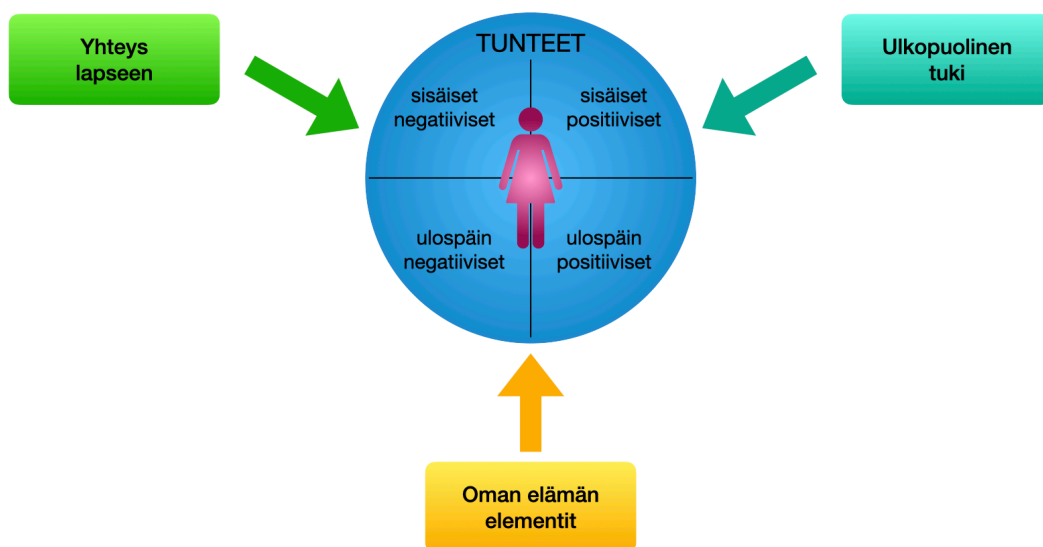 Yhteys
lapseen
TUNTEET
Ulkopuolinen
tuki
sisäiset
negatiiviset
sisäiset
positiiviset
ulospäin
negatiiviset
ulospäin
positiiviset
Oman elämän
elementit